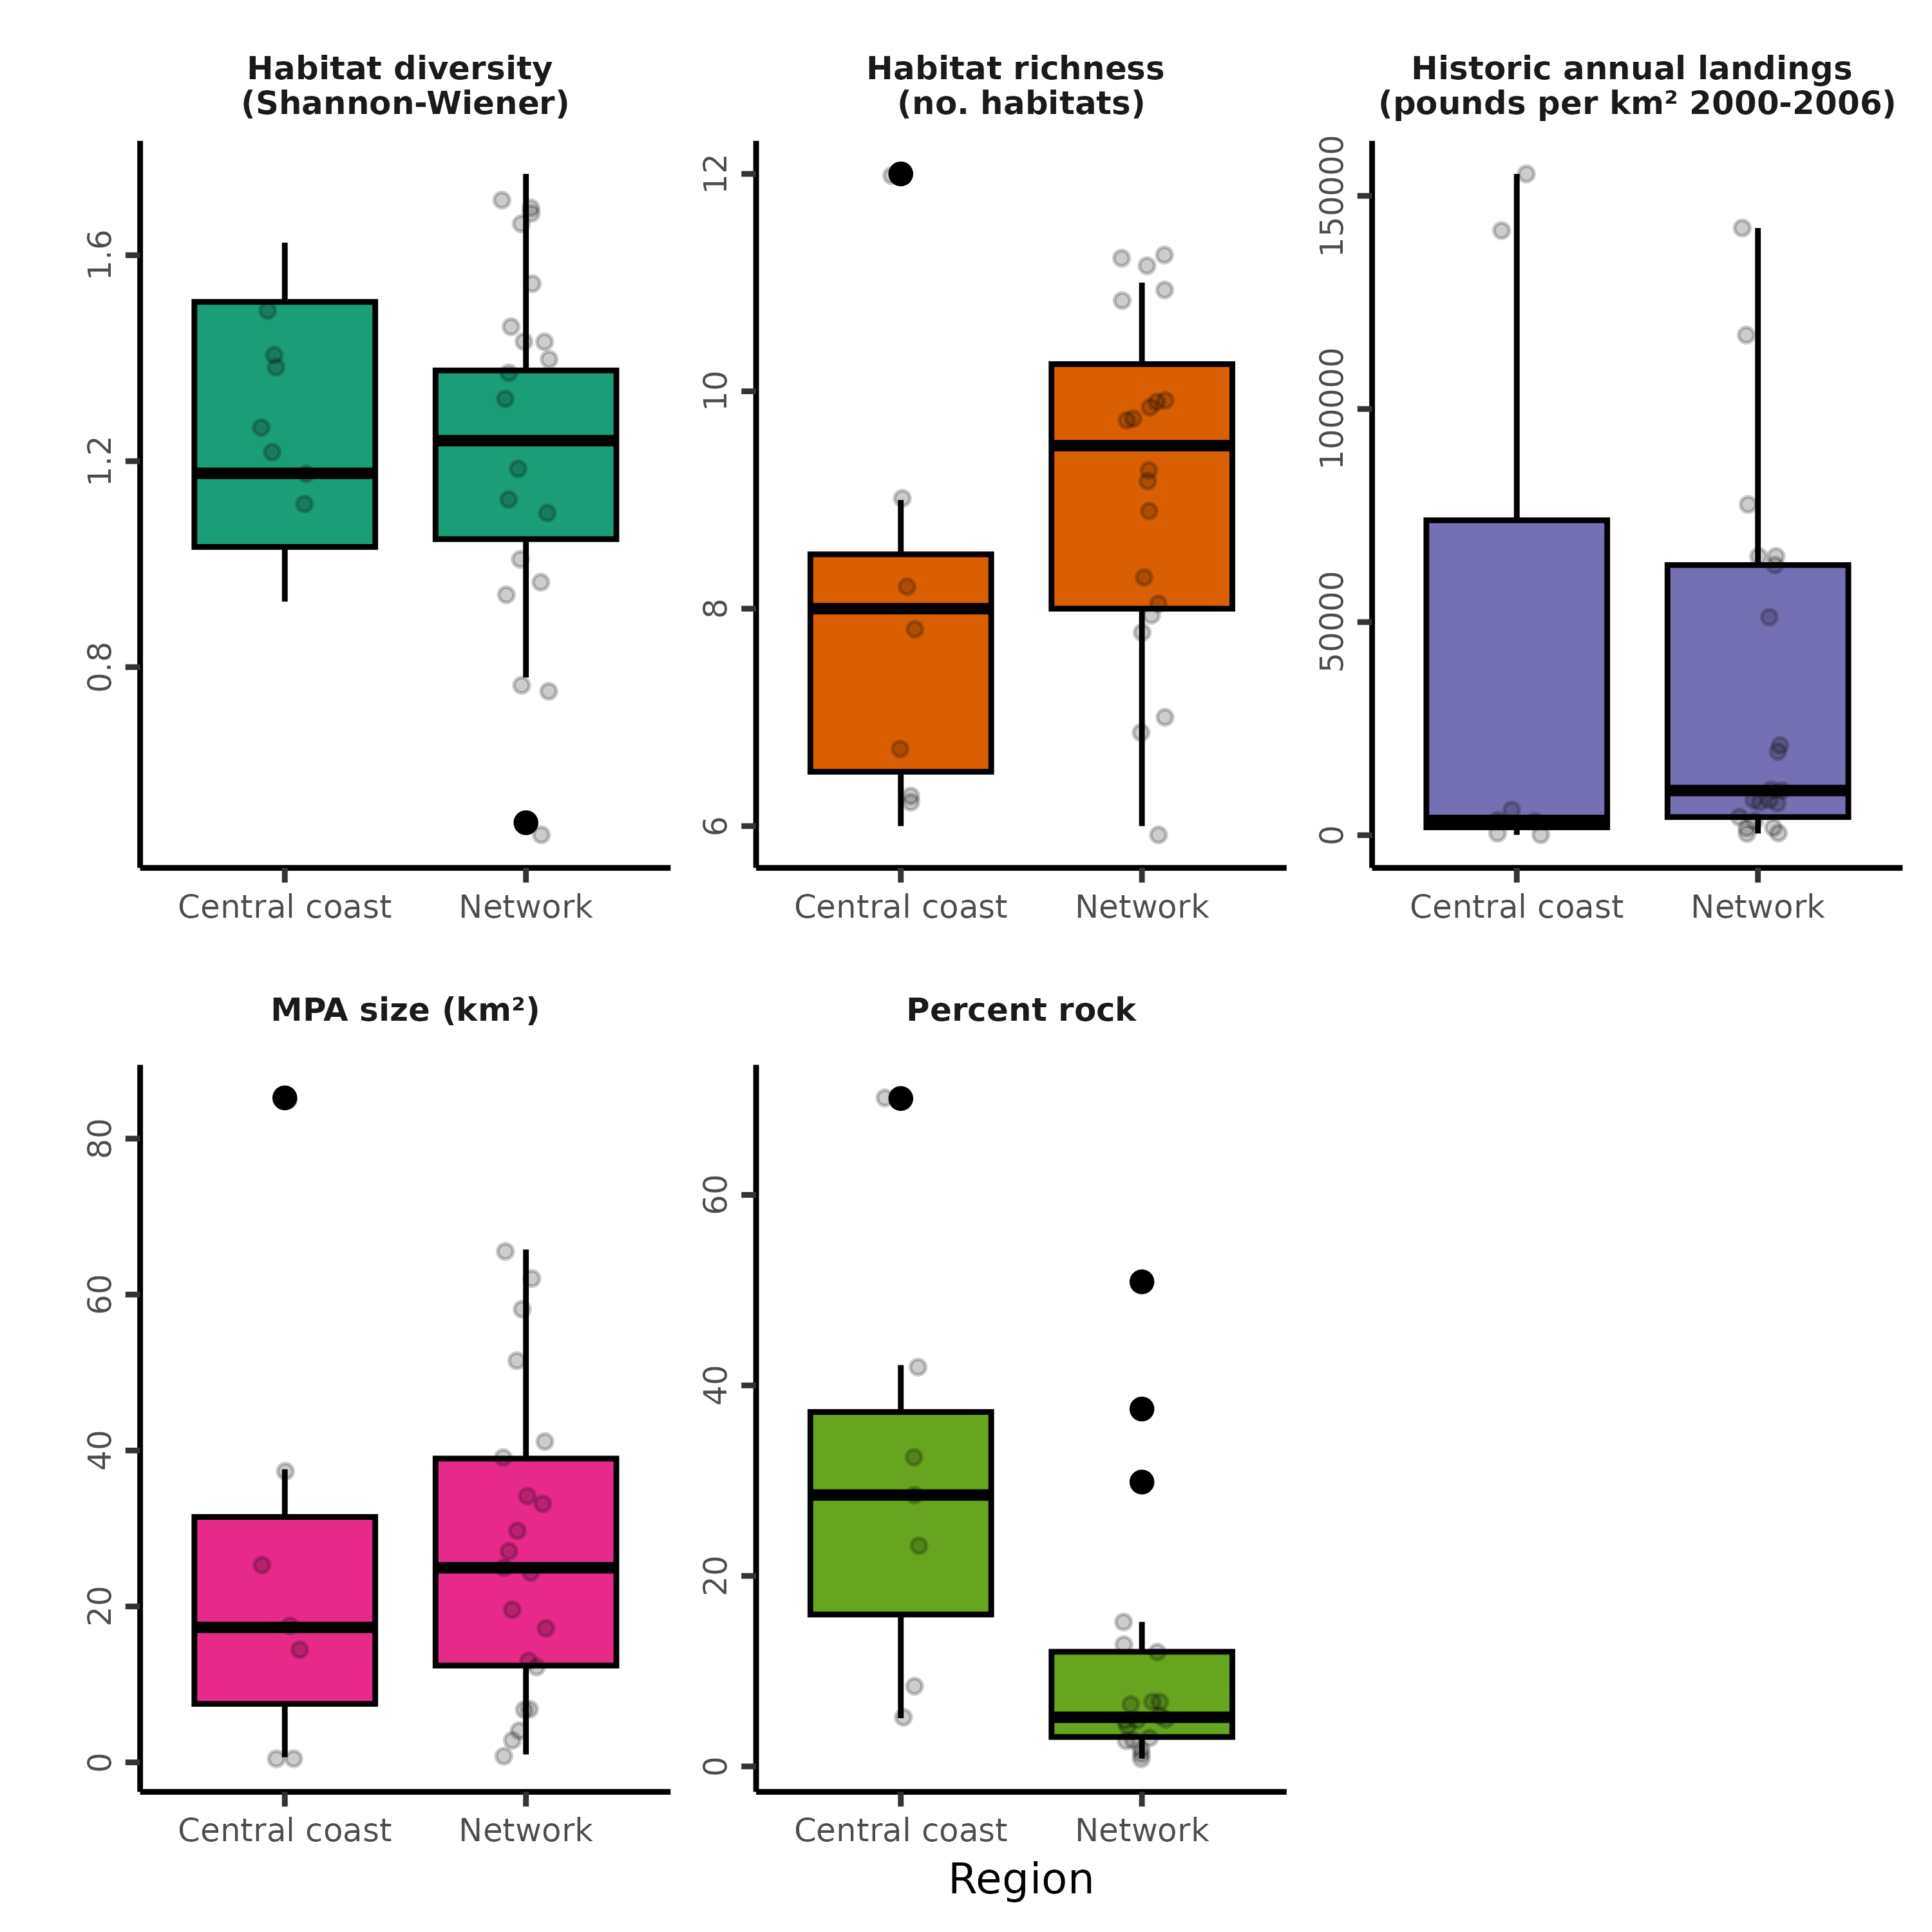 Habitat diversity
(Shannon-Wiener)
Habitat richness
(no. habitats)
Historic annual landings
(pounds per km² 2000-2006)
1.6
1.2
0.8
12
10
8
6
150000
100000
50000
0
Central coast
Network
Central coast
Network
Central coast
Network
MPA size (km²)
Percent rock
80
60
40
20
0
60
40
20
0
Central coast
Network
Central coast
Network
Region